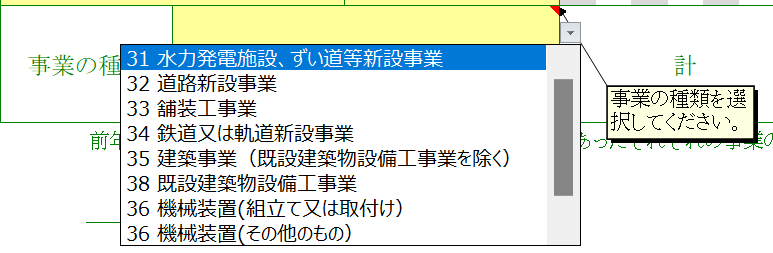 事業の種
31 水力発電施設、ずい道等新設事業
32 道路新設事業
33 舗装工事業
34 鉄道又は軌道新設事業
35 建築事業（既設建築物設備工事業を除く）
38 既設建築物設備工事業
36 機械装置(組立て又は取付け）
36 機械装置(その他のもの）
計
事業の種類を選
択してください。
前年
あったそれぞれの事業の